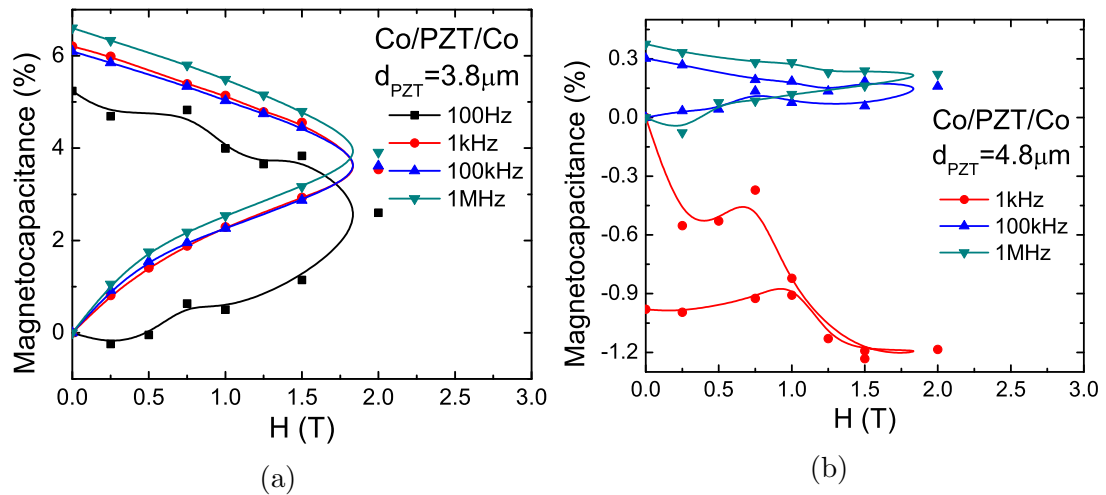 Co/PZT/Co
dPZT=3.8μm
100Hz
1kHz
100kHz
1MHz
Magnetocapacitance (%)
6
4
2
0
0.0 0.5 1.0 1.5 2.0 2.5 3.0
H (T)
(a)
Co/PZT/Co
dPZT=4.8μm
1kHz
100kHz
1MHz
Magnetocapacitance (%)
0.3
0.0
-0.3
-0.6
-0.9
-1.2
0.0 0.5 1.0 1.5 2.0 2.5 3.0
H (T)
(b)